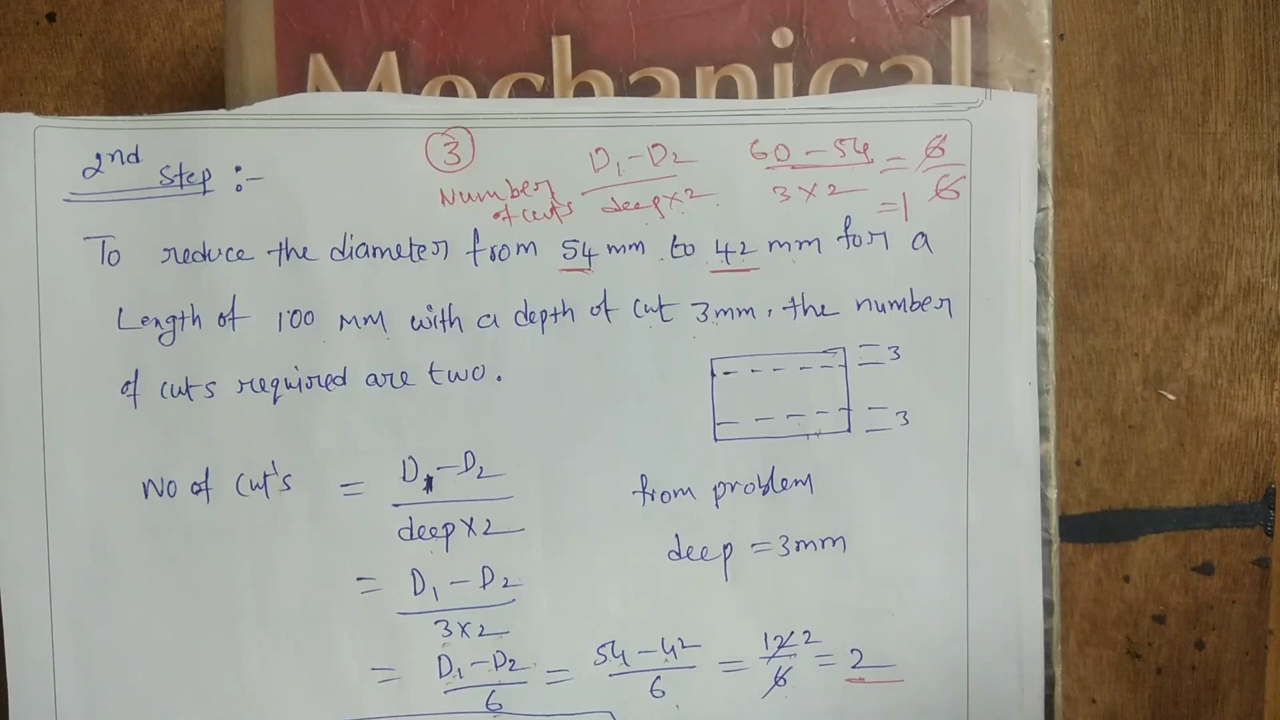 Mechanical
2nd Step :-
3
Number of cuts D1-D2 / deep×2
60-54 / 3×2 = 6/6
=1
To reduce the diameter from 54 mm to 42 mm for a
Length of 100 MM with a depth of cut 3mm, the number
of cuts required are two.
=3
=3
No of Cut's = D1-D2 / deep×2
from problem
deep = 3mm
= D1-D2 / 3×2
= D1-D2 / 6 = 54-42 / 6 = 12/6 2 = 2